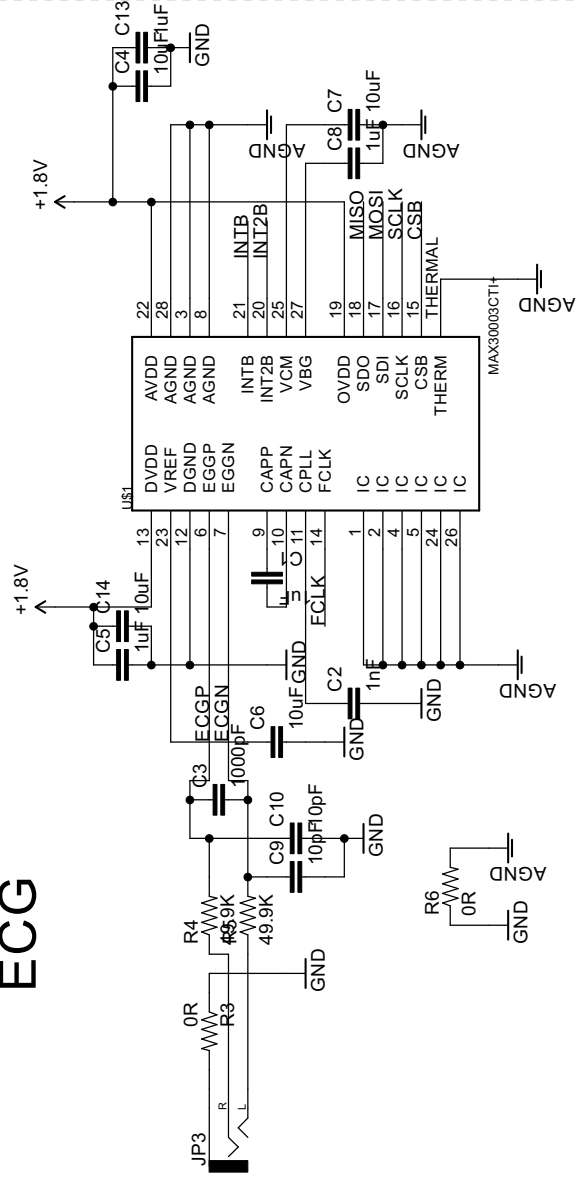 ECG
JP3
R
L
0R
R3
GND
R4
49.9K
49.9K
C3
1000pF
C10
10pF
C9
10pF
GND
R6
0R
GND
AGND
ECGP
ECGN
C6
10uF
GND
+1.8V
C14
10uF
C5
1uF
GND
C1
1uF
FCLK
C2
1nF
GND
AGND
U$1
13 DVDD
23 VREF
12 DGND
6 EGGP
7 EGGN
9 CAPP
10 CAPN
11 CPLL
14 FCLK
1 IC
2 IC
4 IC
5 IC
24 IC
26 IC
AVDD 22
AGND 28
AGND 3
AGND 8
INTB 21
INT2B 20
VCM 25
VBG 27
OVDD 19
SDO 18
SDI 17
SCLK 16
CSB 15
THERM THERMAL
MAX30003CTI+
INTB
INT2B
MISO
MOSI
SCLK
CSB
AGND
+1.8V
C13
1uF
C4
10uF
GND
AGND
C7
10uF
C8
1uF
AGND